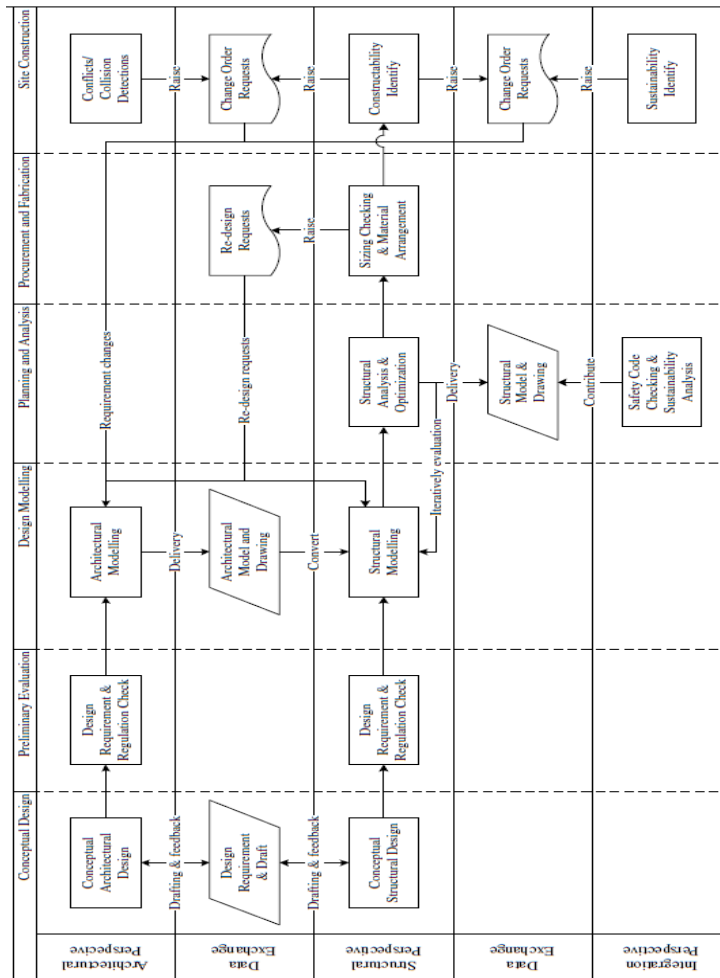 Conceptual Design
Preliminary Evaluation
Design Modelling
Planning and Analysis
Procurement and Fabrication
Site Construction
Architectural
Perspecive
Conceptual
Architectural
Design
Design
Requirement &
Regulation Check
Architectural
Modelling
Requirement changes
Conflicts/
Collision
Detections
Drafting & feedback
Delivery
Raise
Data
Exchange
Design
Requirement
& Draft
Architectural
Model and
Drawing
Re-design requests
Re-design
Requests
Change Order
Requests
Drafting & feedback
Convert
Raise
Raise
Structural
Perspective
Conceptual
Structural Design
Design
Requirement &
Regulation Check
Structural
Modelling
Structural
Analysis &
Optimization
Sizing Checking
& Material
Arrangement
Constructability
Identify
Iteratively evaluation
Delivery
Raise
Data
Exchange
Structural
Model &
Drawing
Change Order
Requests
Contribute
Raise
Integration
Perspective
Safety Code
Checking &
Sustainability
Analysis
Sustainability
Identify